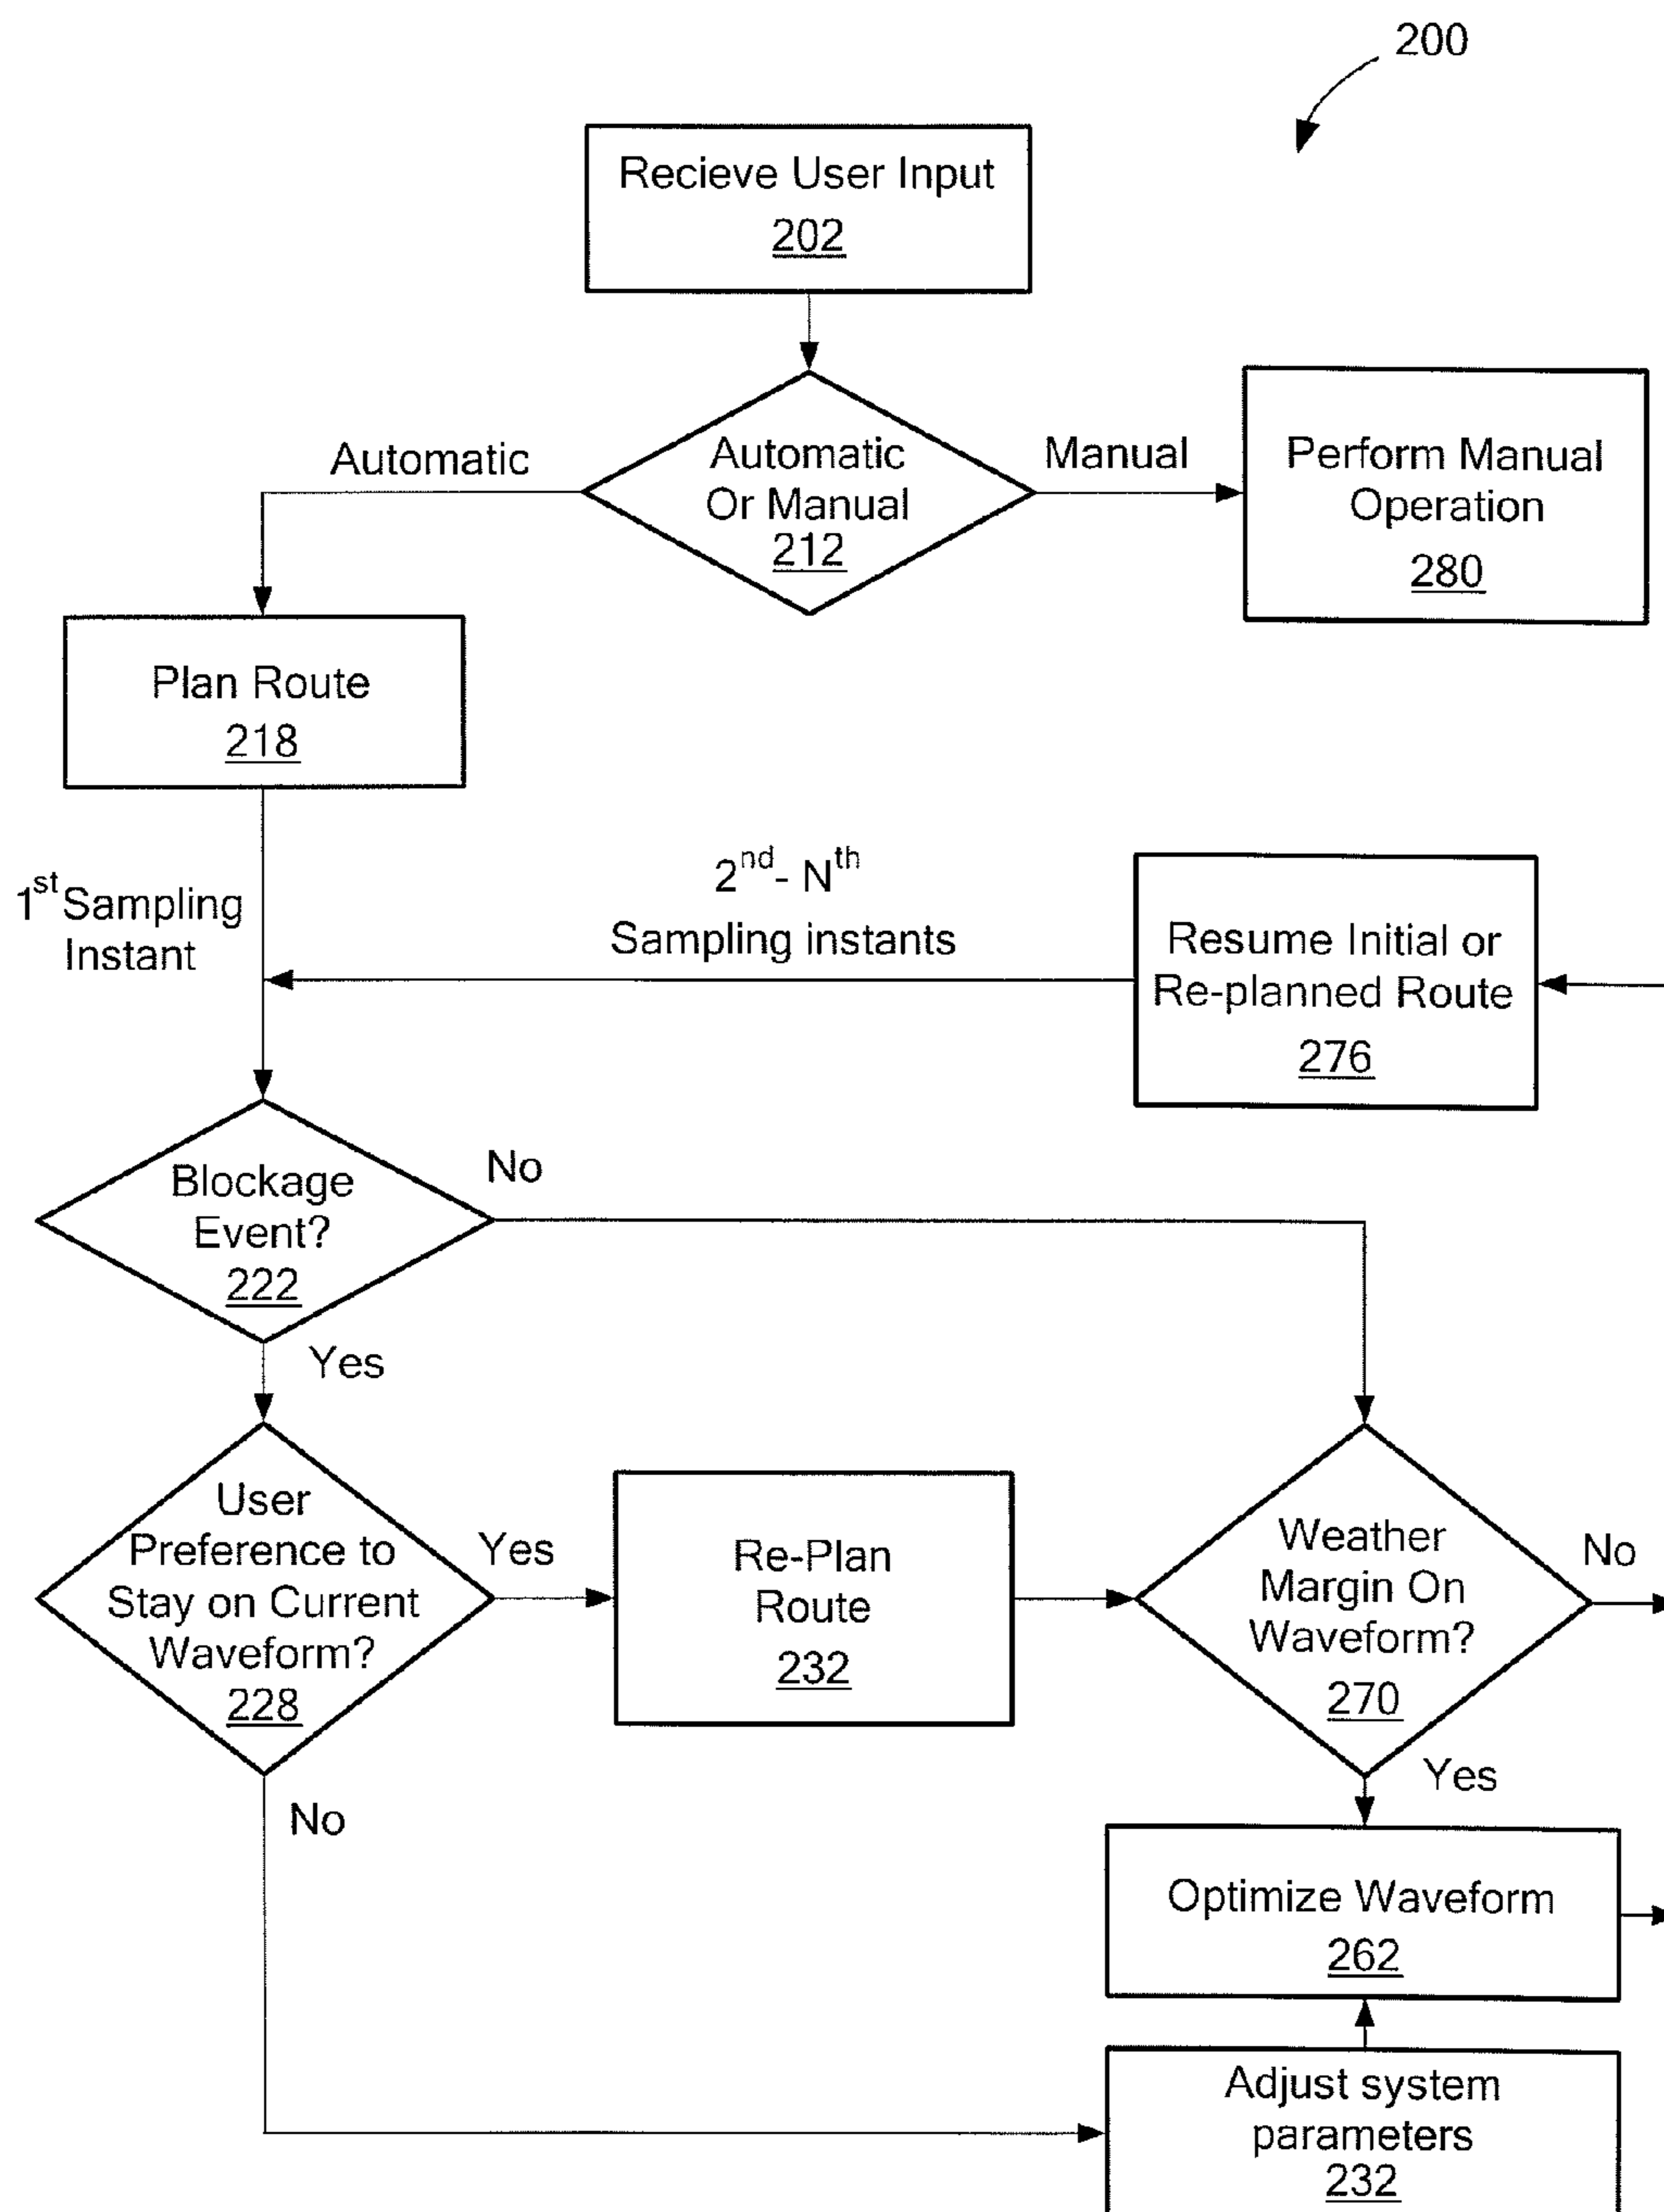 200
Recieve User Input
202
Automatic
Automatic
Or Manual
212
Manual
Perform Manual
Operation
280
Plan Route
218
1st Sampling
Instant
2nd- Nth
Sampling instants
Resume Initial or
Re-planned Route
276
Blockage
Event?
222
No
Yes
User
Preference to
Stay on Current
Waveform?
228
Yes
Re-Plan
Route
232
Weather
Margin On
Waveform?
270
No
Yes
No
Optimize Waveform
262
Adjust system
parameters
232